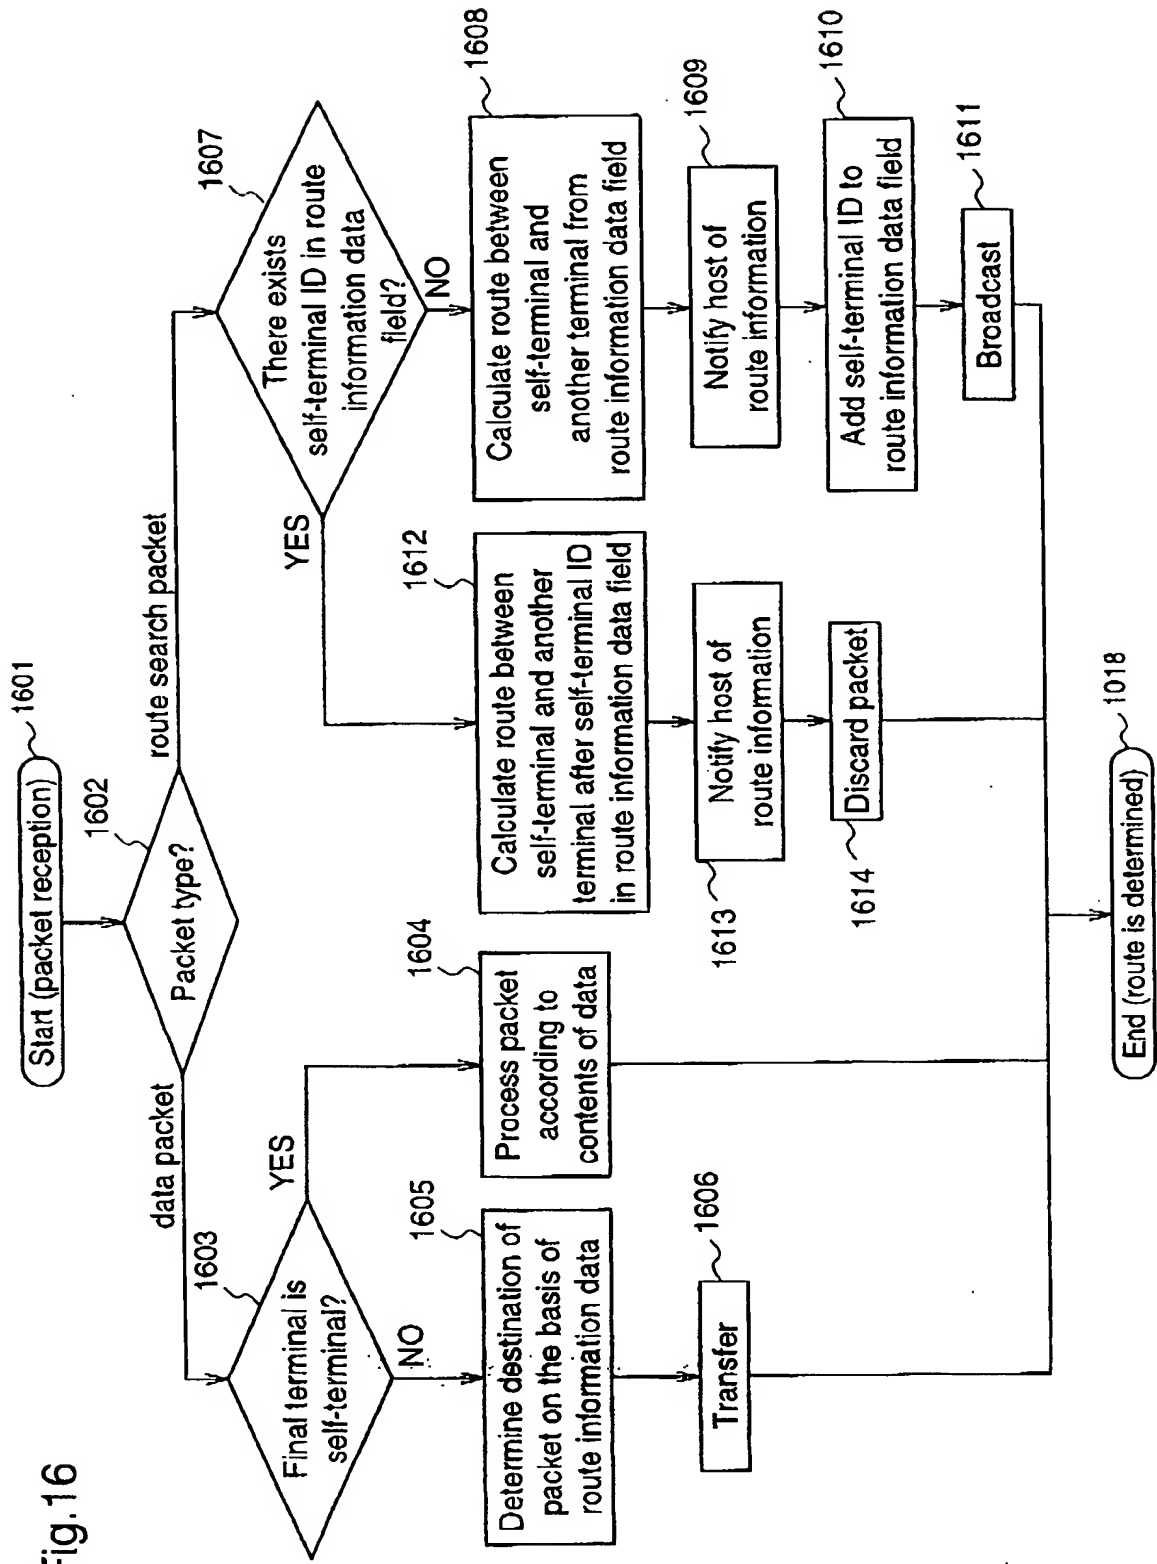 Fig.16
Start (packet reception)
1601
Packet type?
1602
data packet
route search packet
Final terminal is
self-terminal?
1603
YES
NO
There exists
self-terminal ID in route
information data
field?
1607
YES
NO
Determine destination of
packet on the basis of
route information data
1605
Process packet
according to
contents of data
1604
Calculate route between
self-terminal and another
terminal after self-terminal ID
in route information data field
1612
Calculate route between
self-terminal and
another terminal from
route information data field
1608
Transfer
1606
Notify host of
route information
1613
Notify host of
route information
1609
Discard packet
1614
Add self-terminal ID to
route information data field
1610
Broadcast
1611
End (route is determined)
1018